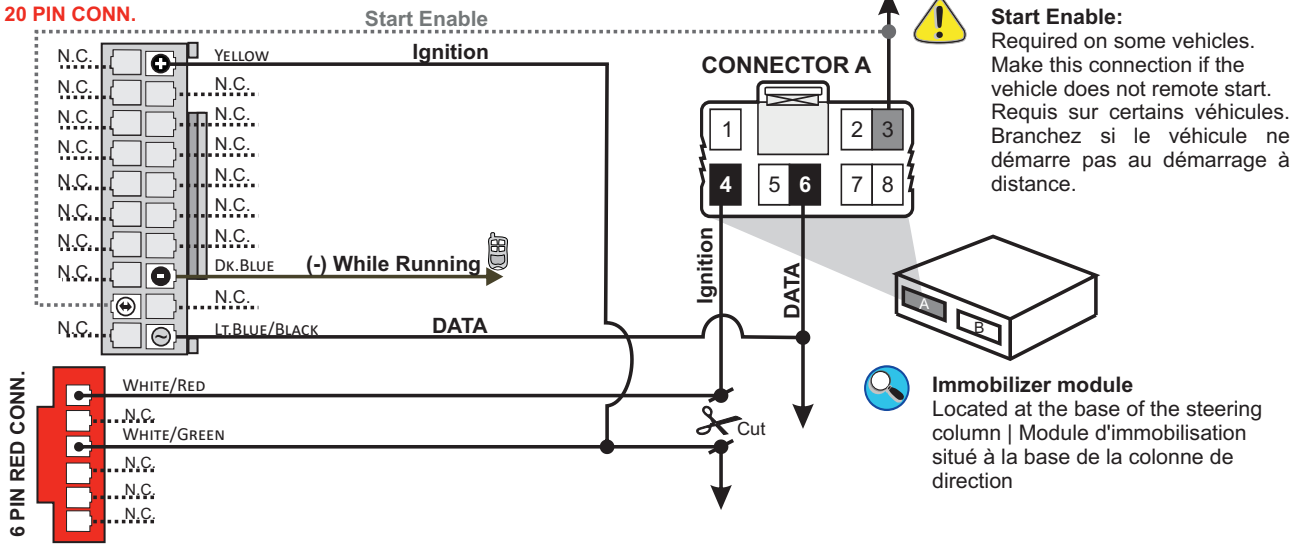 20 PIN CONN.
Start Enable
N.C.
YELLOW
Ignition
N.C.
N.C.
N.C.
N.C.
N.C.
N.C.
N.C.
N.C.
N.C.
N.C.
N.C.
N.C.
N.C.
DK.BLUE
(-) While Running
N.C.
N.C.
LT.BLUE/BLACK
DATA
N.C.
6 PIN RED CONN.
WHITE/RED
N.C.
WHITE/GREEN
N.C.
N.C.
N.C.
Cut
CONNECTOR A
1
2
3
4
5
6
7
8
Ignition
DATA
A
B
Start Enable:
Required on some vehicles.
Make this connection if the
vehicle does not remote start.
Requis sur certains véhicules.
Branchez si le véhicule ne
démarre pas au démarrage à
distance.
Immobilizer module
Located at the base of the steering
column | Module d'immobilisation
situé à la base de la colonne de
direction